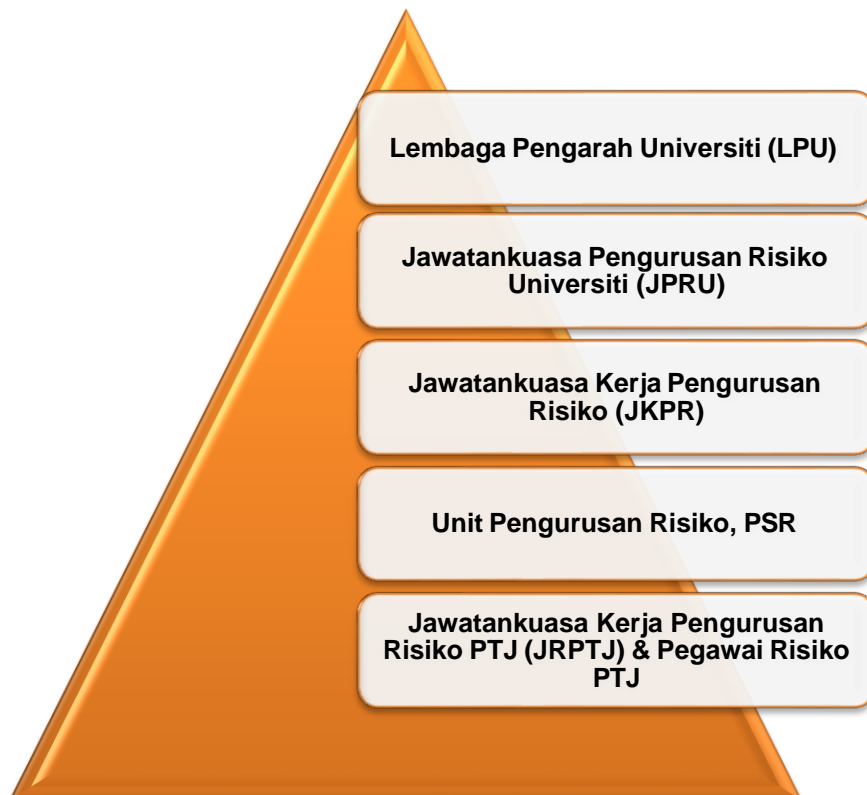 Lembaga Pengarah Universiti (LPU)
Jawatankuasa Pengurusan Risiko
Universiti (JPRU)
Jawatankuasa Kerja Pengurusan
Risiko (JKPR)
Unit Pengurusan Risiko, PSR
Jawatankuasa Kerja Pengurusan
Risiko PTJ (JRPTJ) & Pegawai Risiko
PTJ